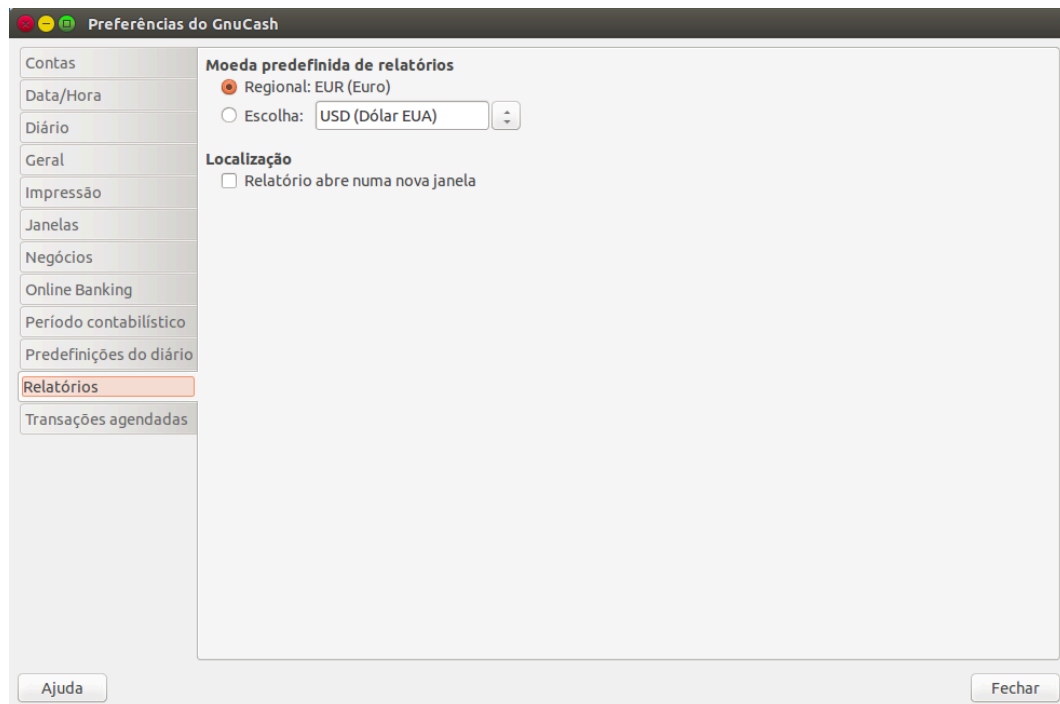 Preferências do GnuCash
Contas
Data/Hora
Diário
Geral
Impressão
Janelas
Negócios
Online Banking
Período contabilístico
Predefinições do diário
Relatórios
Transações agendadas
Moeda predefinida de relatórios
Regional: EUR (Euro)
Escolha: USD (Dólar EUA)
Localização
Relatório abre numa nova janela
Ajuda
Fechar